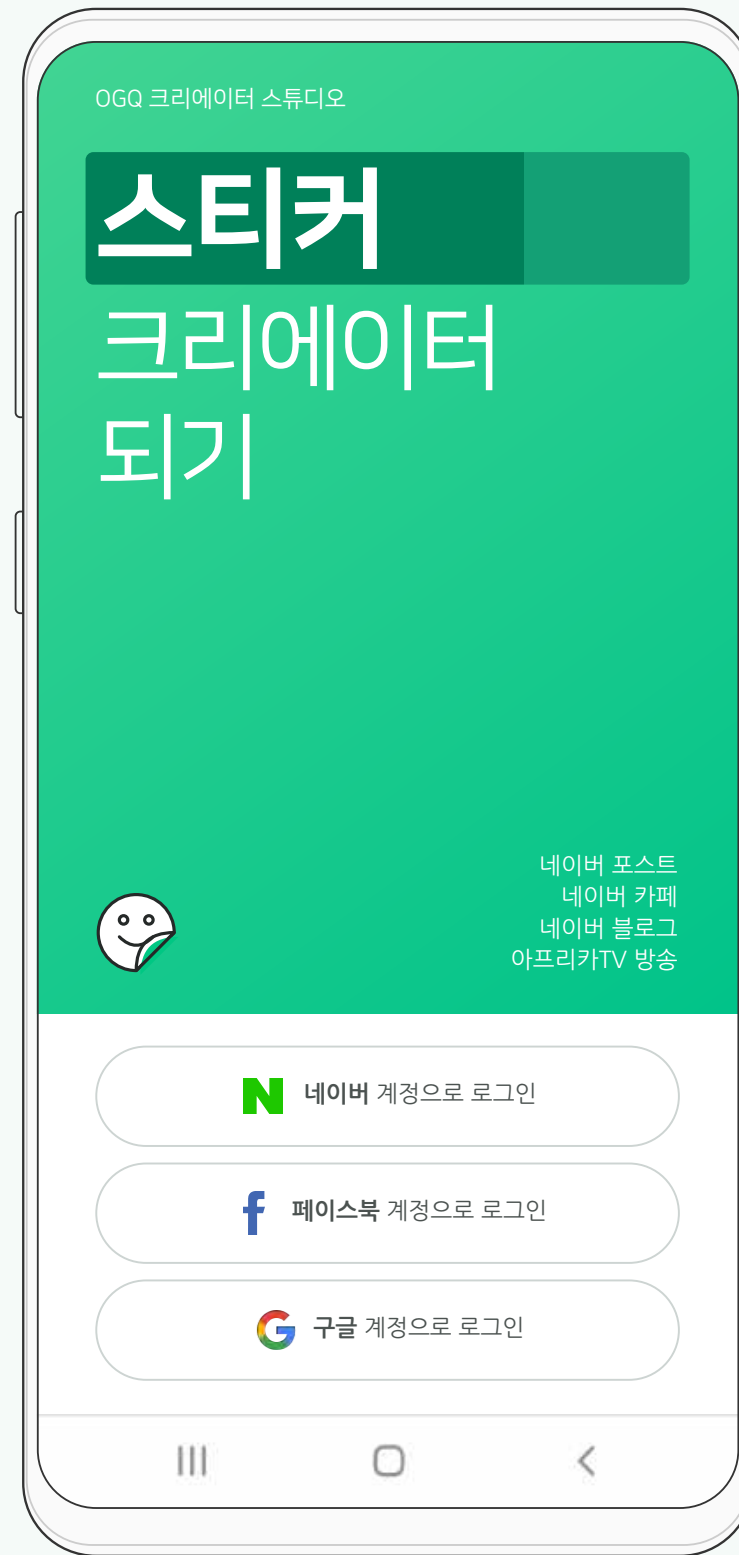 OGQ 크리에이터 스튜디오
스티커
크리에이터
되기
네이버 포스트
네이버 카페
네이버 블로그
아프리카TV 방송
네이버 계정으로 로그인
페이스북 계정으로 로그인
구글 계정으로 로그인